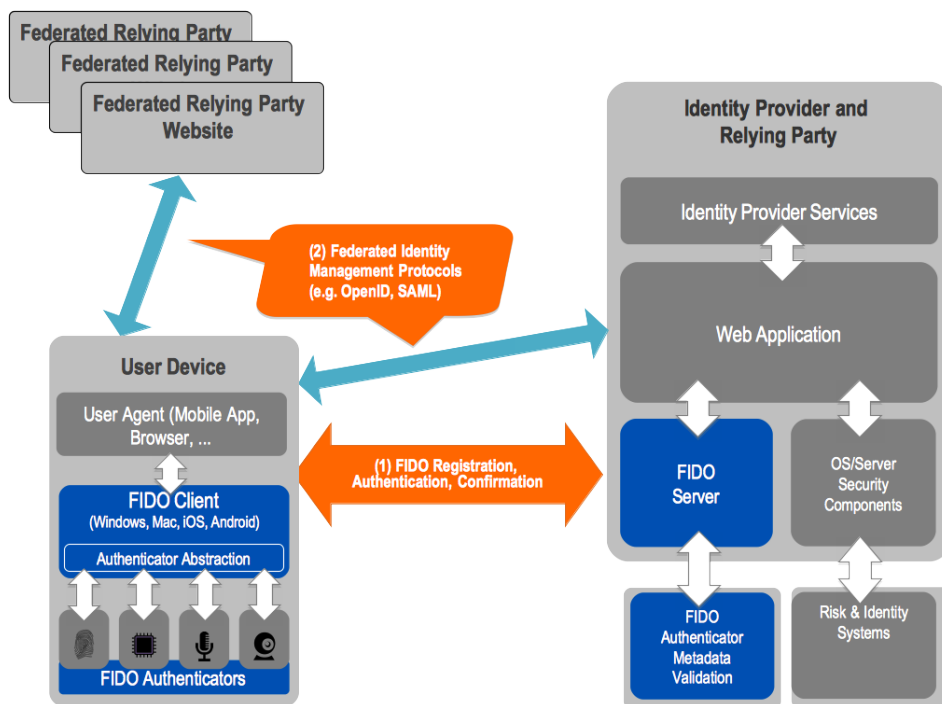 Federated Relying Party
Federated Relying Party
Federated Relying Party
Website
Identity Provider and
Relying Party
Identity Provider Services
(2) Federated Identity
Management Protocols
(e.g. OpenID, SAML)
Web Application
User Device
User Agent (Mobile App,
Browser, ...
(1) FIDO Registration,
Authentication, Confirmation
FIDO
Server
OS/Server
Security
Components
FIDO Client
(Windows, Mac, iOS, Android)
Authenticator Abstraction
FIDO Authenticators
FIDO
Authenticator
Metadata
Validation
Risk & Identity
Systems